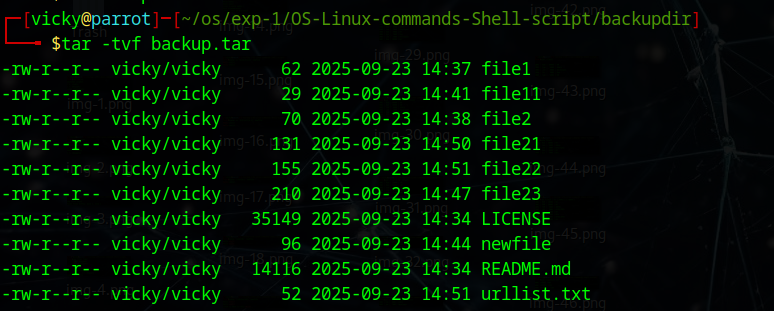 ┌─[vicky@parrot]─[~/os/exp-1/OS-Linux-commands-Shell-script/backupdir]
└──╼ $tar -tvf backup.tar
-rw-r--r-- vicky/vicky      62 2025-09-23 14:37 file1
-rw-r--r-- vicky/vicky      29 2025-09-23 14:41 file11
-rw-r--r-- vicky/vicky      70 2025-09-23 14:38 file2
-rw-r--r-- vicky/vicky     131 2025-09-23 14:50 file21
-rw-r--r-- vicky/vicky     155 2025-09-23 14:51 file22
-rw-r--r-- vicky/vicky     210 2025-09-23 14:47 file23
-rw-r--r-- vicky/vicky   35149 2025-09-23 14:34 LICENSE
-rw-r--r-- vicky/vicky      96 2025-09-23 14:44 newfile
-rw-r--r-- vicky/vicky   14116 2025-09-23 14:34 README.md
-rw-r--r-- vicky/vicky      52 2025-09-23 14:51 urllist.txt